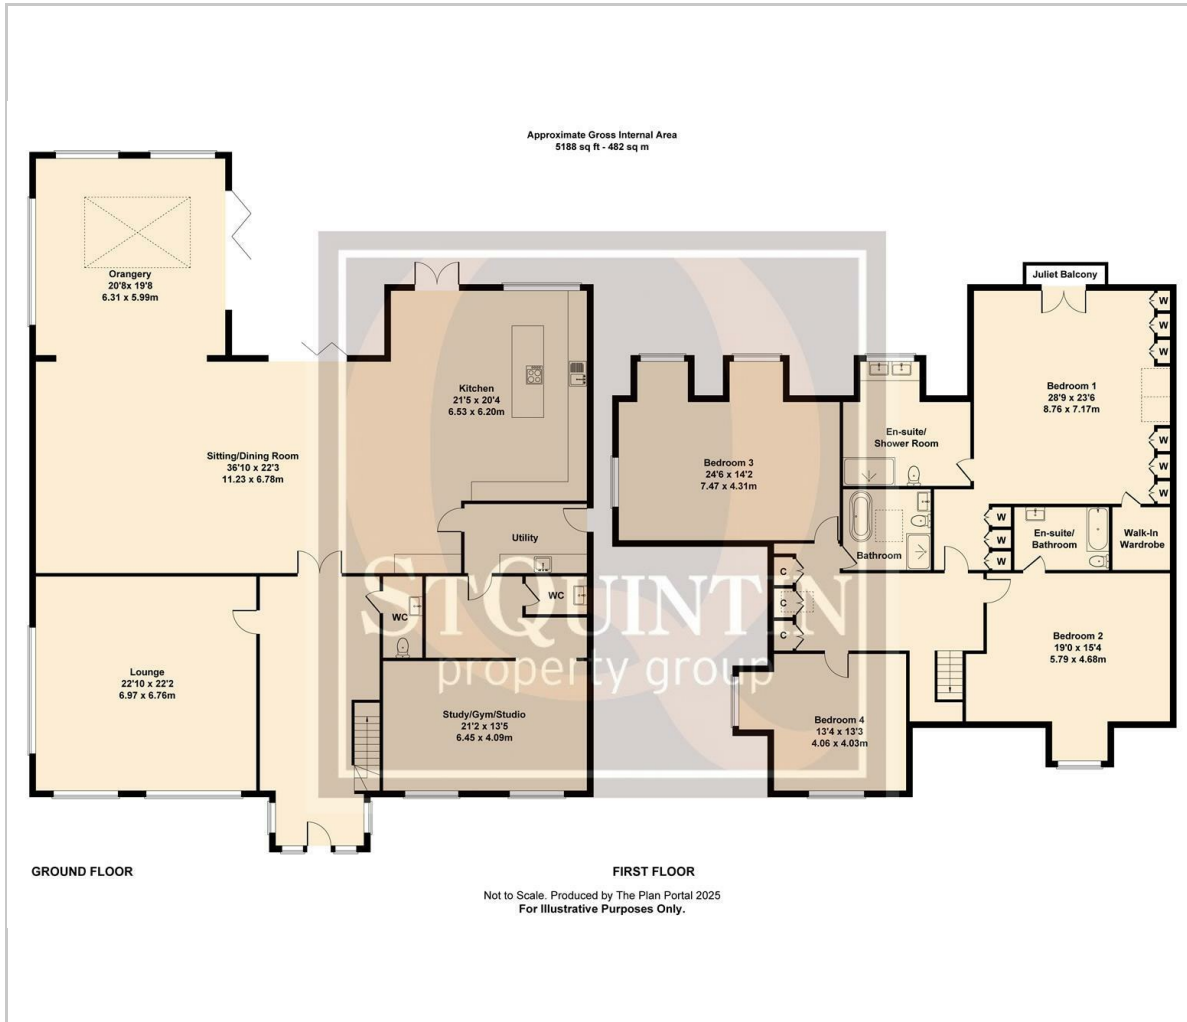 Approximate Gross Internal Area
5188 sq ft - 482 sq m
Orangery
20'8x 19'8
6.31 x 5.99m
Sitting/Dining Room
36'10 x 22'3
11.23 x 6.78m
Kitchen
21'5 x 20'4
6.53 x 6.20m
Utility
WC
WC
Lounge
22'10 x 22'2
6.97 x 6.76m
Study/Gym/Studio
21'2 x 13'5
6.45 x 4.09m
GROUND FLOOR
Juliet Balcony
W
W
W
Bedroom 1
28'9 x 23'6
8.76 x 7.17m
W
W
W
En-suite/
Shower Room
Bedroom 3
24'6 x 14'2
7.47 x 4.31m
Bathroom
W
W
W
En-suite/
Bathroom
Walk-In
Wardrobe
C
C
C
Bedroom 2
19'0 x 15'4
5.79 x 4.68m
Bedroom 4
13'4 x 13'3
4.06 x 4.03m
FIRST FLOOR
STQUINTIN
property group
Not to Scale. Produced by The Plan Portal 2025
For Illustrative Purposes Only.